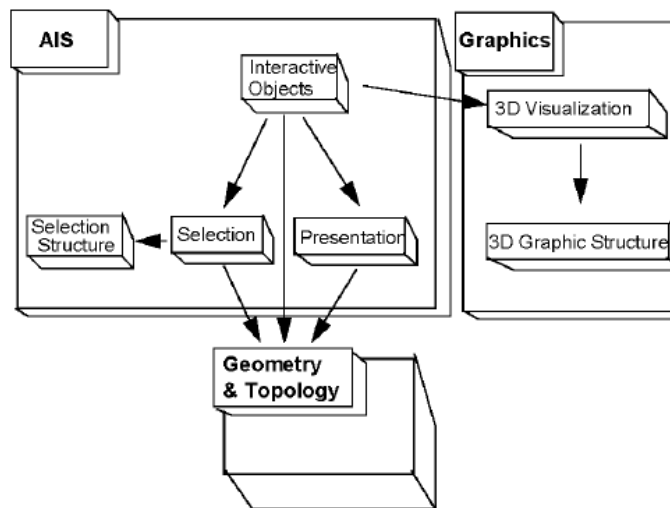 AIS
Graphics
Interactive
Objects
3D Visualization
Selection
Structure
Selection
Presentation
3D Graphic Structure
Geometry
& Topology